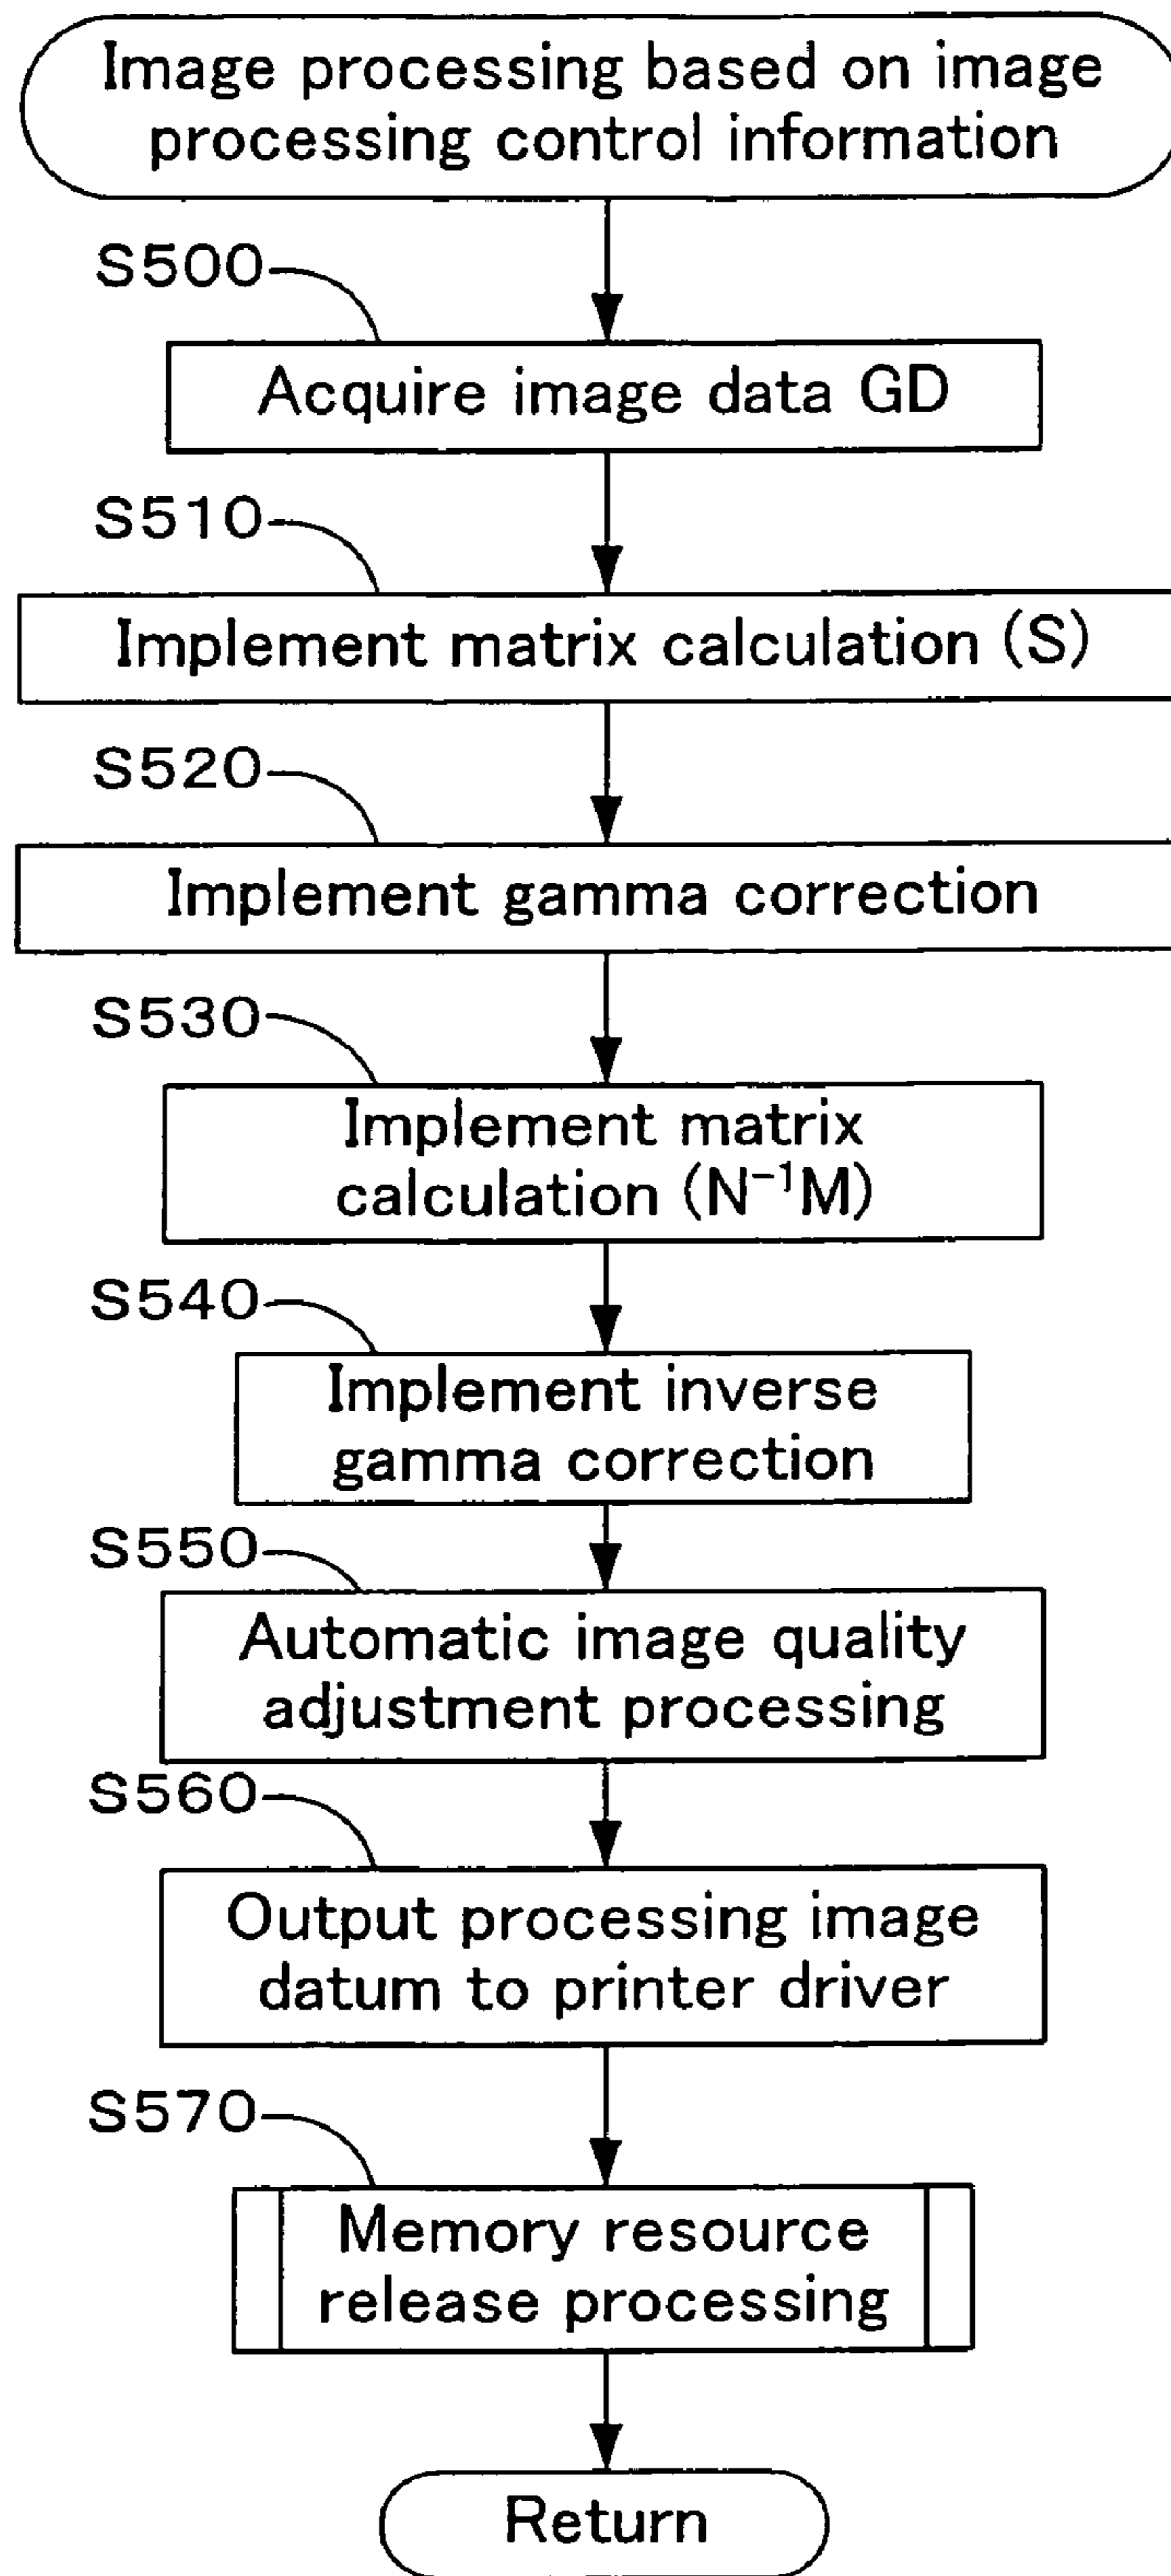 Image processing based on image
processing control information
S500
Acquire image data GD
S510
Implement matrix calculation (S)
S520
Implement gamma correction
S530
Implement matrix
calculation (N⁻¹M)
S540
Implement inverse
gamma correction
S550
Automatic image quality
adjustment processing
S560
Output processing image
datum to printer driver
S570
Memory resource
release processing
Return